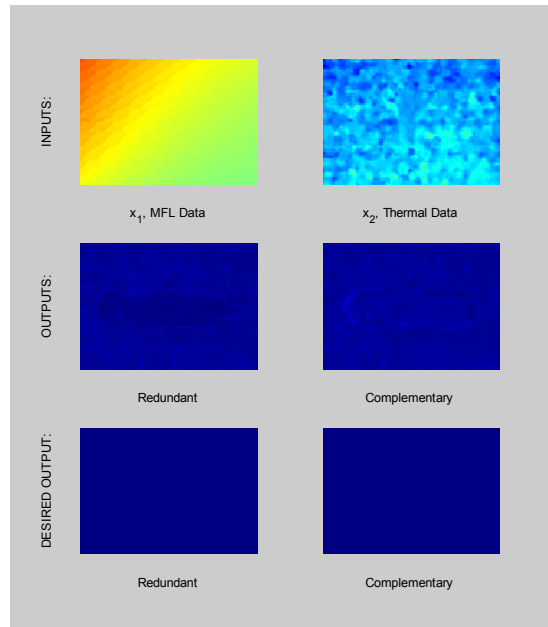 INPUTS:
x1, MFL Data
x2, Thermal Data
OUTPUTS:
Redundant
Complementary
DESIRED OUTPUT:
Redundant
Complementary